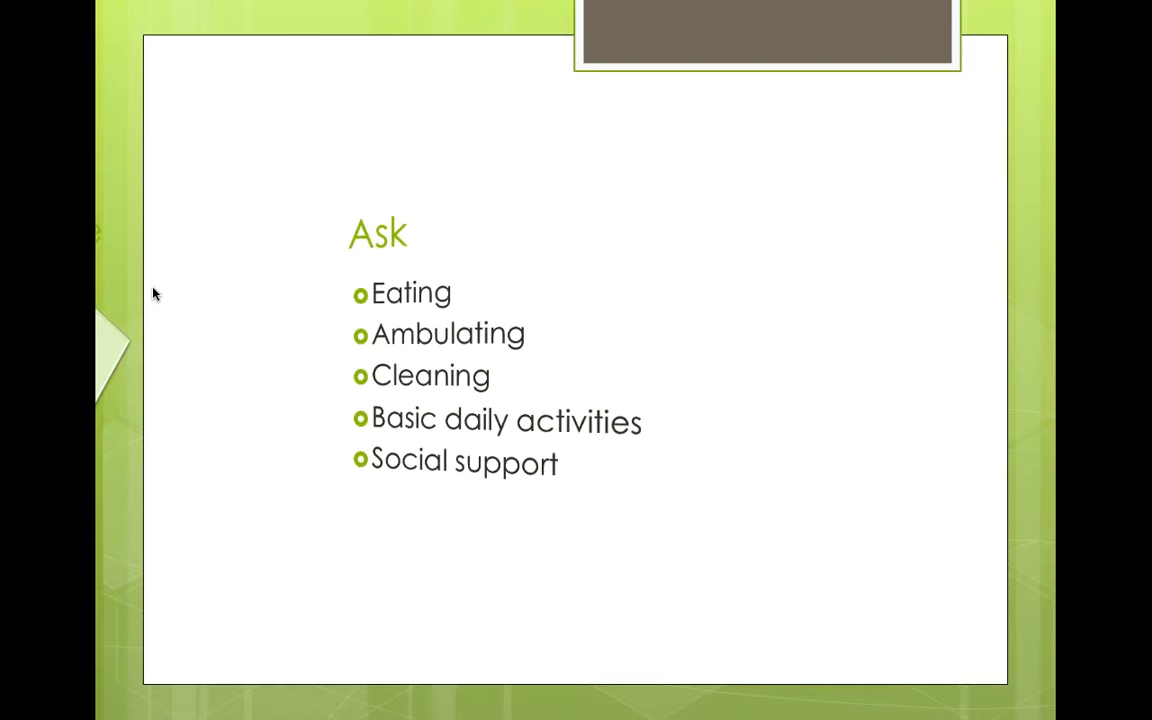 Ask
Eating
Ambulating
Cleaning
Basic daily activities
Social support